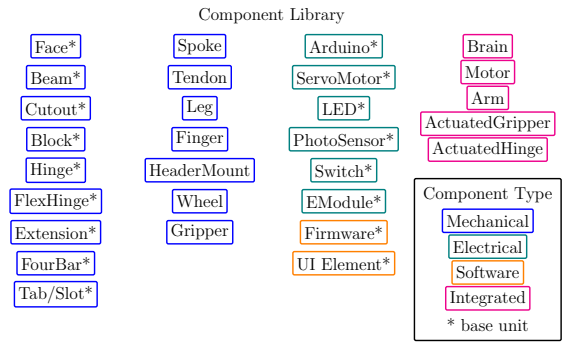 Component Library
Face*
Beam*
Cutout*
Block*
Hinge*
FlexHinge*
Extension*
FourBar*
Tab/Slot*
Spoke
Tendon
Leg
Finger
HeaderMount
Wheel
Gripper
Arduino*
ServoMotor*
LED*
PhotoSensor*
Switch*
EModule*
Firmware*
UI Element*
Brain
Motor
Arm
ActuatedGripper
ActuatedHinge
Component Type
Mechanical
Electrical
Software
Integrated
* base unit